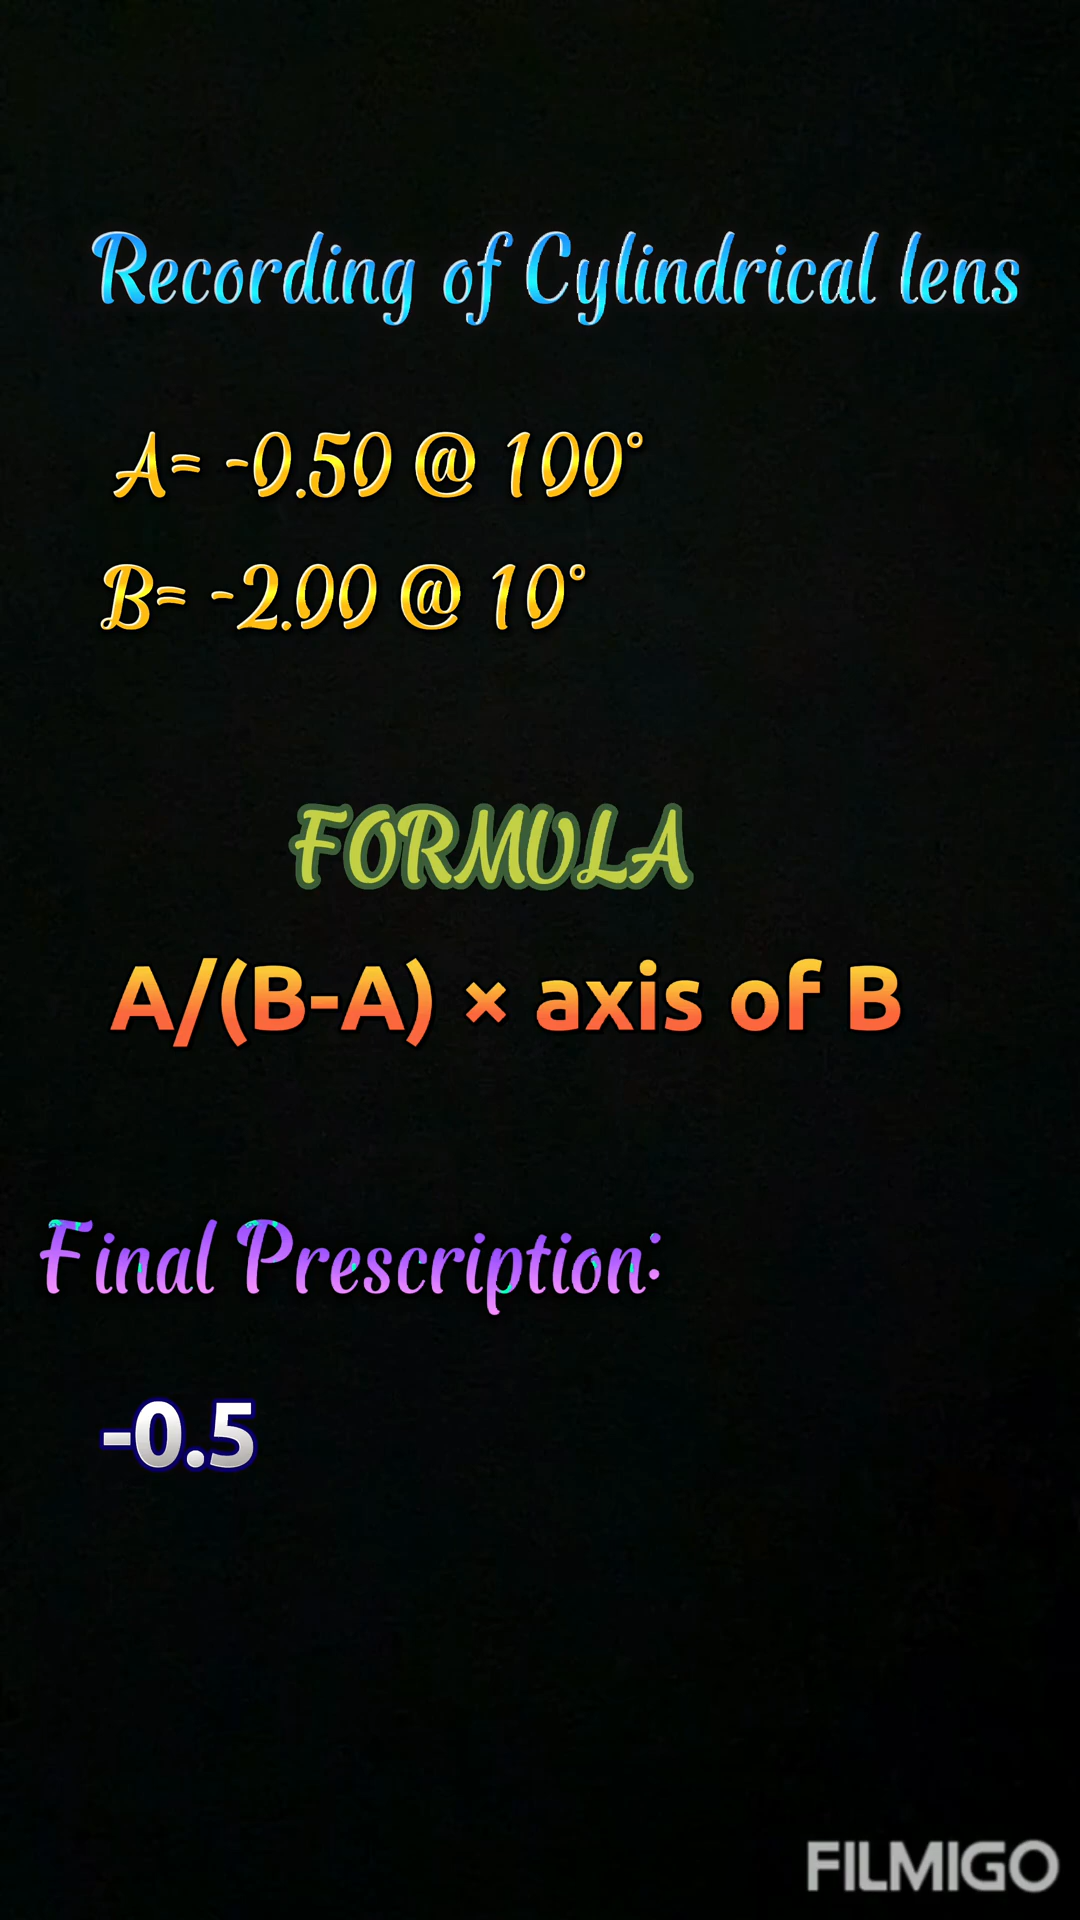 Recording of Cylindrical lens
A= -0.50 @ 100°
B= -2.00 @ 10°
FORMULA
A/(B-A) × axis of B
Final Prescription:
-0.5
FILMIGO